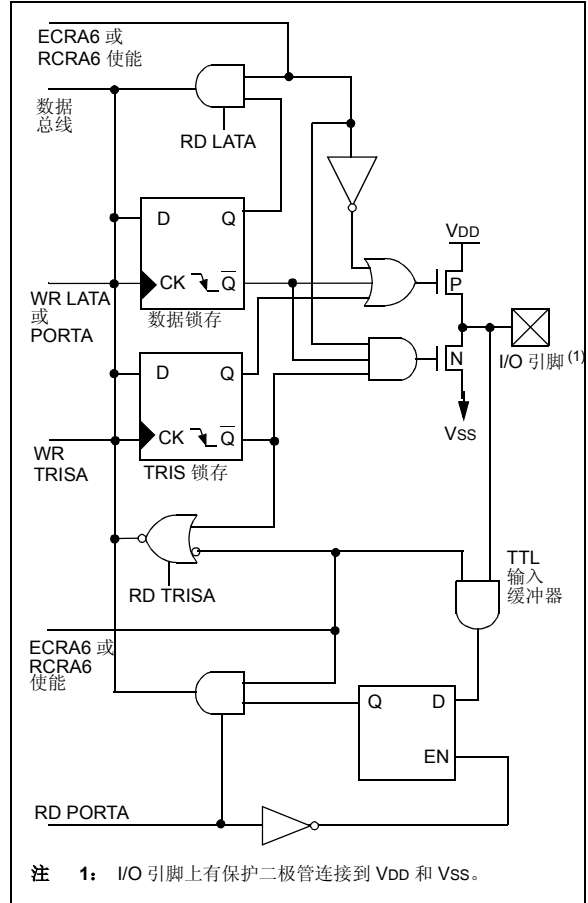 ECRA6 或
RCRA6 使能
数据
总线
RD LATA
D
Q
VDD
CK
Q
P
WR LATA
或
PORTA
数据锁存
I/O 引脚 (1)
N
D
Q
VSS
CK
Q
WR
TRISA
TRIS 锁存
TTL
输入
缓冲器
RD TRISA
ECRA6 或
RCRA6
使能
Q
D
EN
RD PORTA
注 1: I/O 引脚上有保护二极管连接到 VDD 和 VSS。